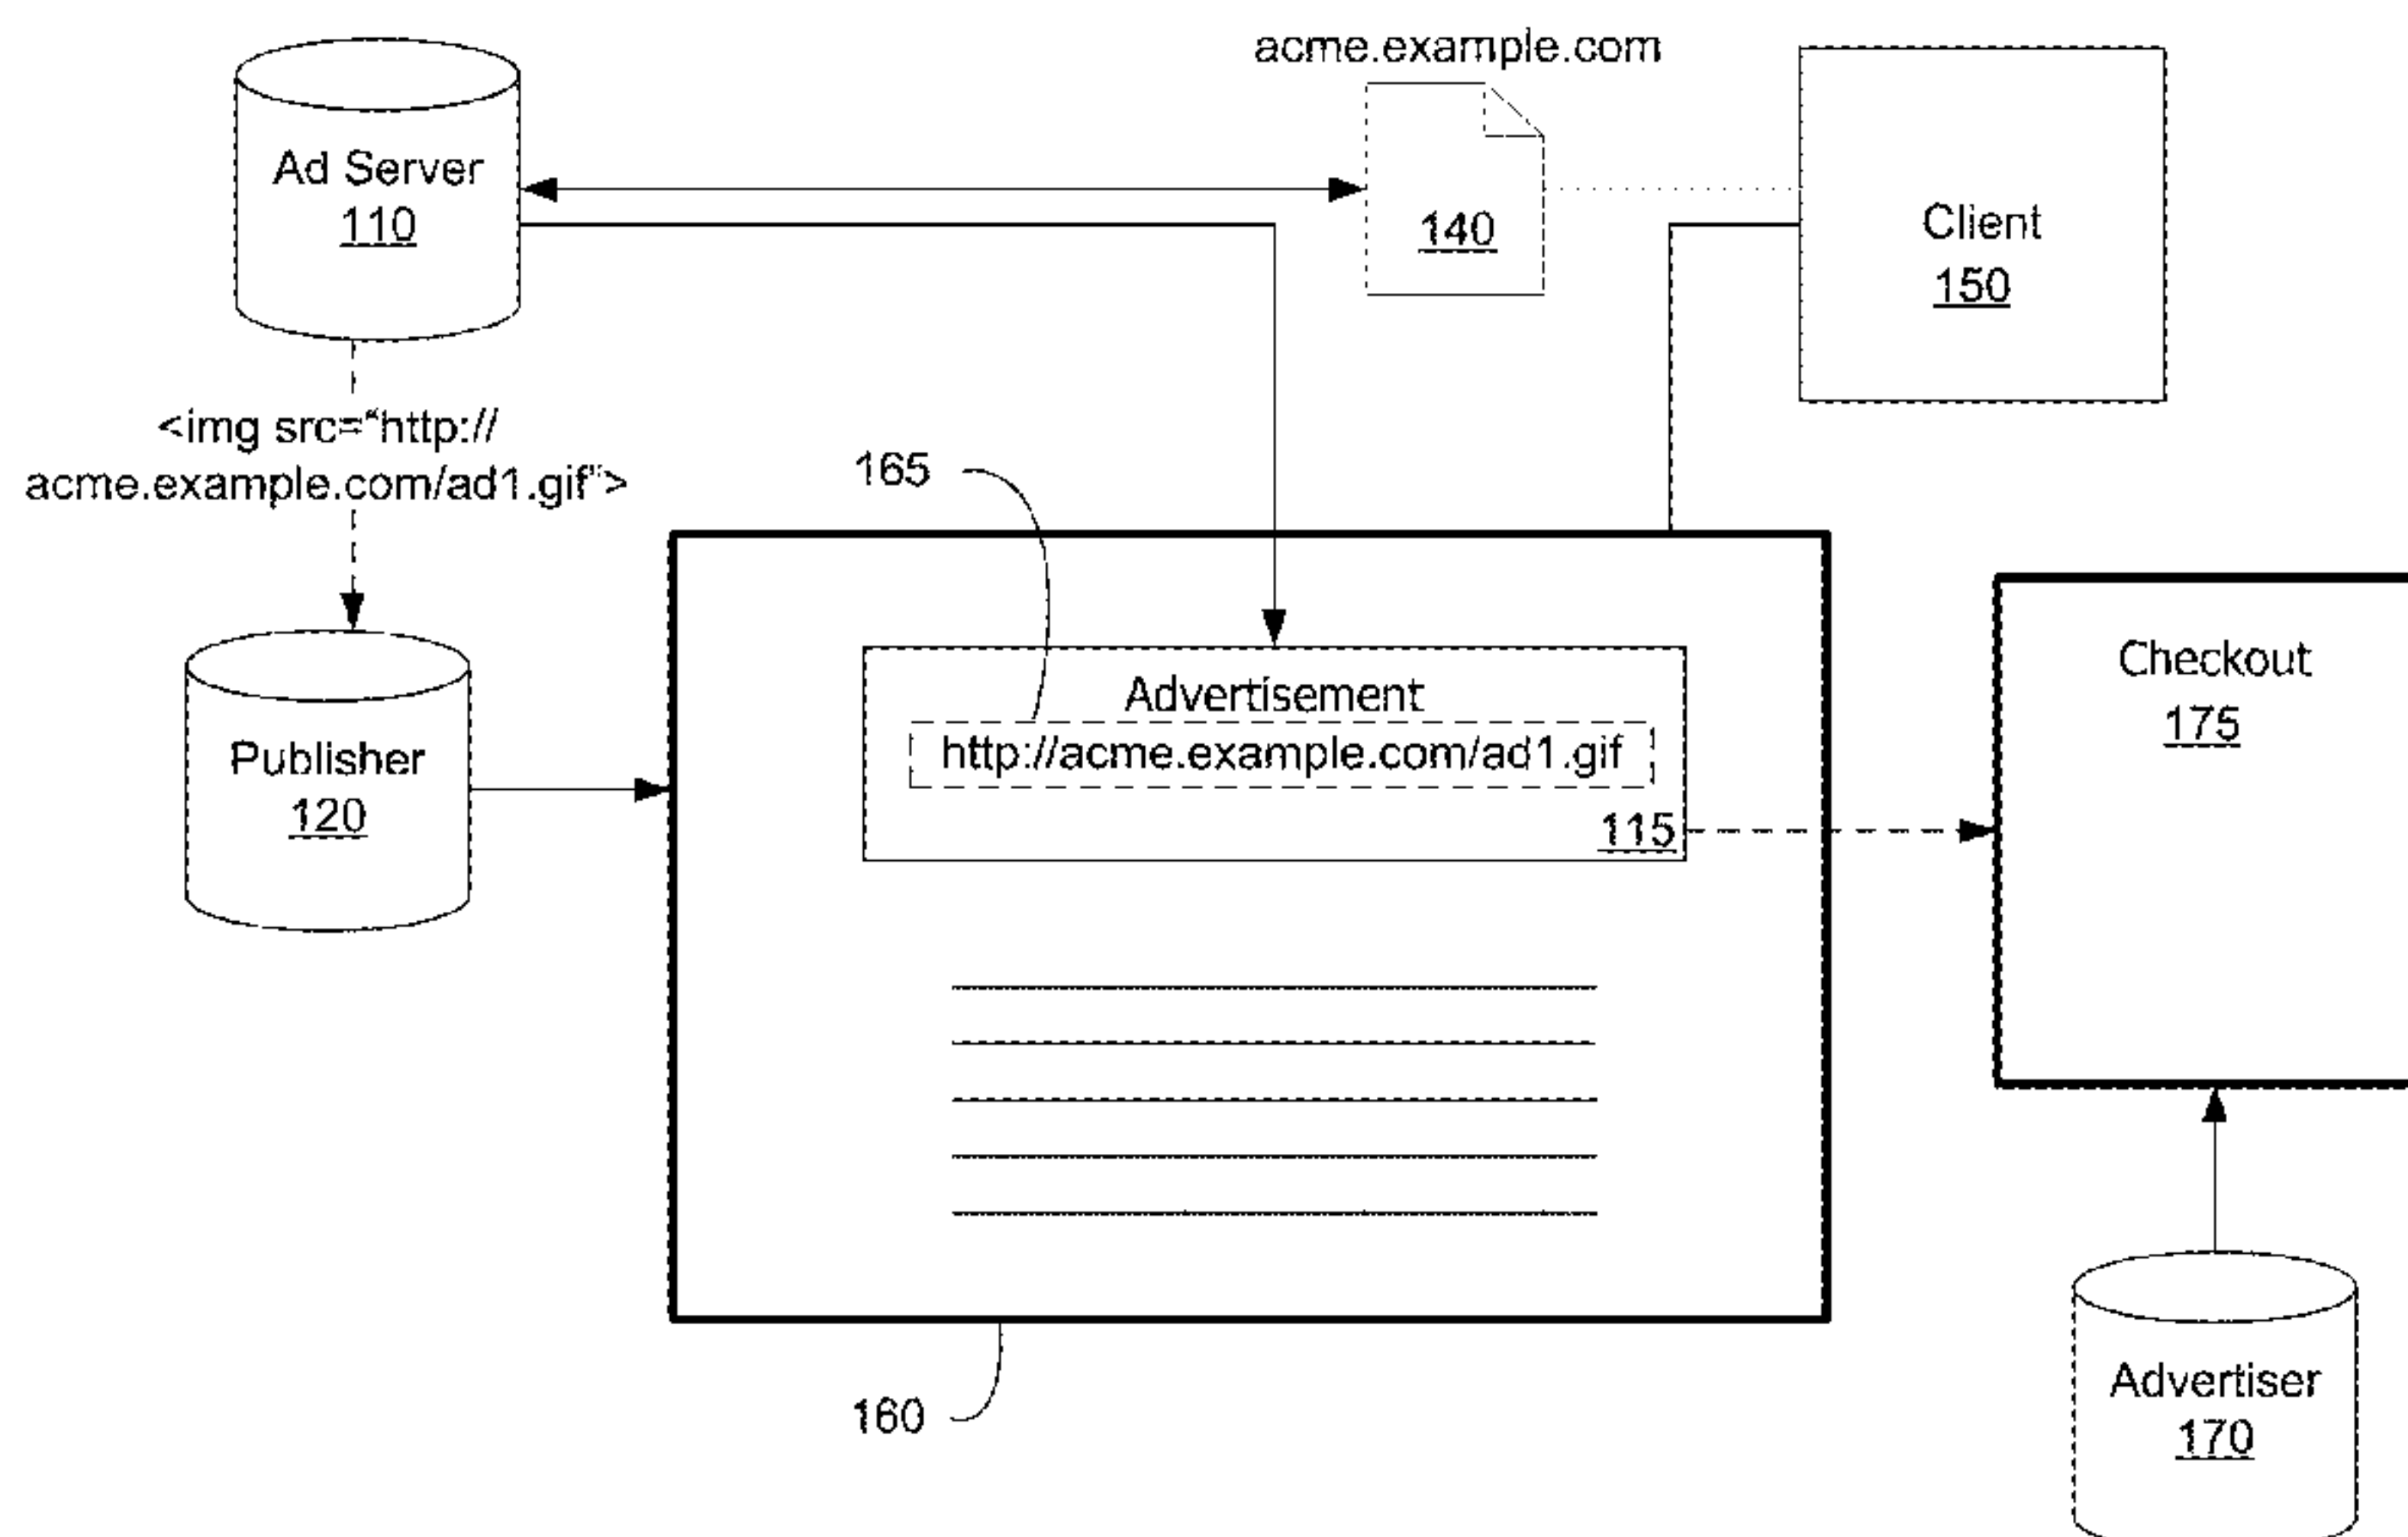 acme.example.com
Ad Server
110
140
Client
150
<img src=“http://
acme.example.com/ad1.gif”>
165
Advertisement
http://acme.example.com/ad1.gif
115
Checkout
175
Publisher
120
160
Advertiser
170